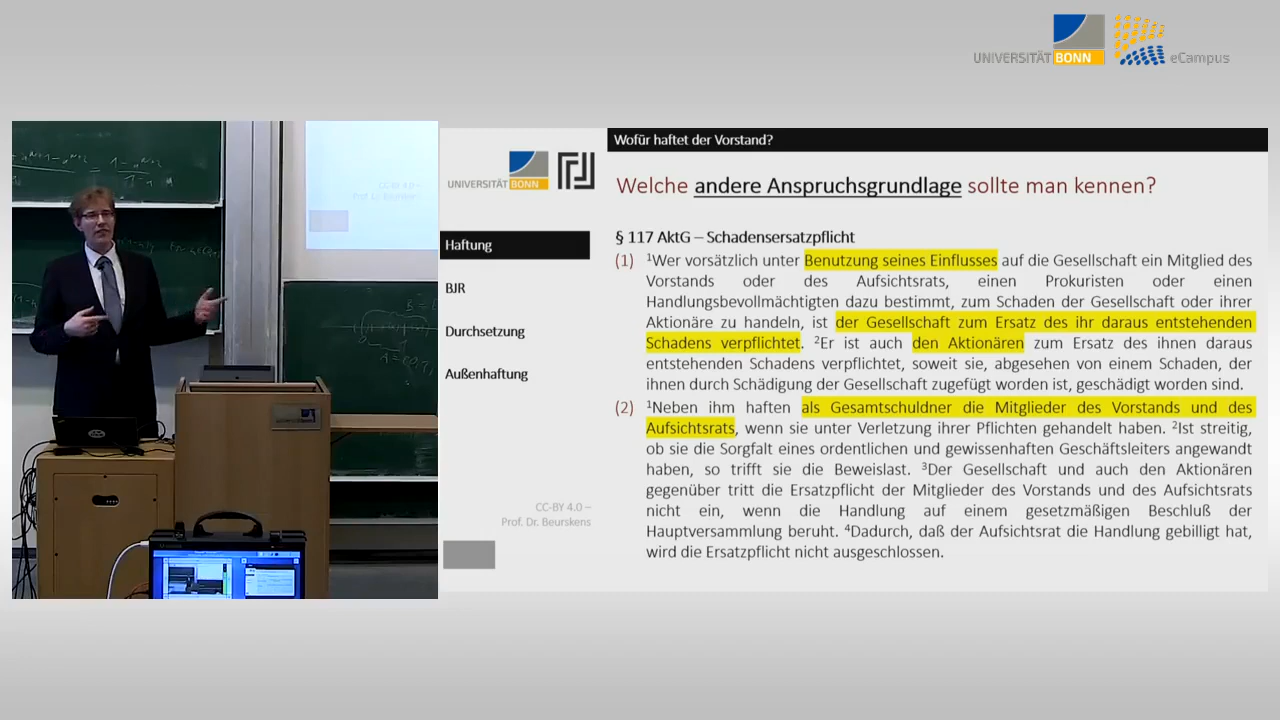 UNIVERSITÄT BONN
eCampus
Wofür haftet der Vorstand?
UNIVERSITÄT BONN
Welche andere Anspruchsgrundlage sollte man kennen?
Haftung
BJR
Durchsetzung
Außenhaftung
§ 117 AktG – Schadensersatzpflicht
(1) ¹Wer vorsätzlich unter Benutzung seines Einflusses auf die Gesellschaft ein Mitglied des
Vorstands oder des Aufsichtsrats, einen Prokuristen oder einen
Handlungsbevollmächtigten dazu bestimmt, zum Schaden der Gesellschaft oder ihrer
Aktionäre zu handeln, ist der Gesellschaft zum Ersatz des ihr daraus entstehenden
Schadens verpflichtet. ²Er ist auch den Aktionären zum Ersatz des ihnen daraus
entstehenden Schadens verpflichtet, soweit sie, abgesehen von einem Schaden, der
ihnen durch Schädigung der Gesellschaft zugefügt worden ist, geschädigt worden sind.
(2) ¹Neben ihm haften als Gesamtschuldner die Mitglieder des Vorstands und des
Aufsichtsrats, wenn sie unter Verletzung ihrer Pflichten gehandelt haben. ²Ist streitig,
ob sie die Sorgfalt eines ordentlichen und gewissenhaften Geschäftsleiters angewandt
haben, so trifft sie die Beweislast. ³Der Gesellschaft und auch den Aktionären
gegenüber tritt die Ersatzpflicht der Mitglieder des Vorstands und des Aufsichtsrats
nicht ein, wenn die Handlung auf einem gesetzmäßigen Beschluß der
Hauptversammlung beruht. ⁴Dadurch, daß der Aufsichtsrat die Handlung gebilligt hat,
wird die Ersatzpflicht nicht ausgeschlossen.
CC-BY 4.0 –
Prof. Dr. Beurskens
CC-BY 4.0 –
Prof. Dr. Beurskens